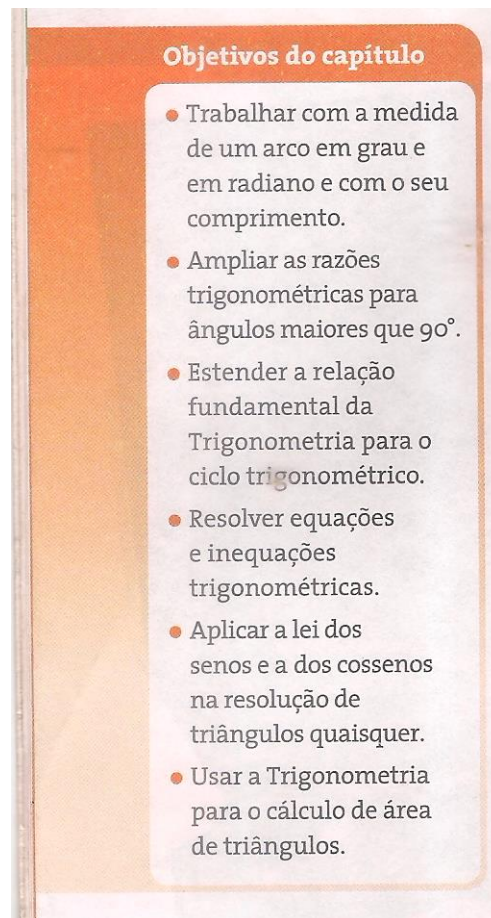 Objetivos do capítulo
• Trabalhar com a medida
de um arco em grau e
em radiano e com o seu
comprimento.
• Ampliar as razões
trigonométricas para
ângulos maiores que 90°.
• Estender a relação
fundamental da
Trigonometria para o
ciclo trigonométrico.
• Resolver equações
e inequações
trigonométricas.
• Aplicar a lei dos
senos e a dos cossenos
na resolução de
triângulos quaisquer.
• Usar a Trigonometria
para o cálculo de área
de triângulos.